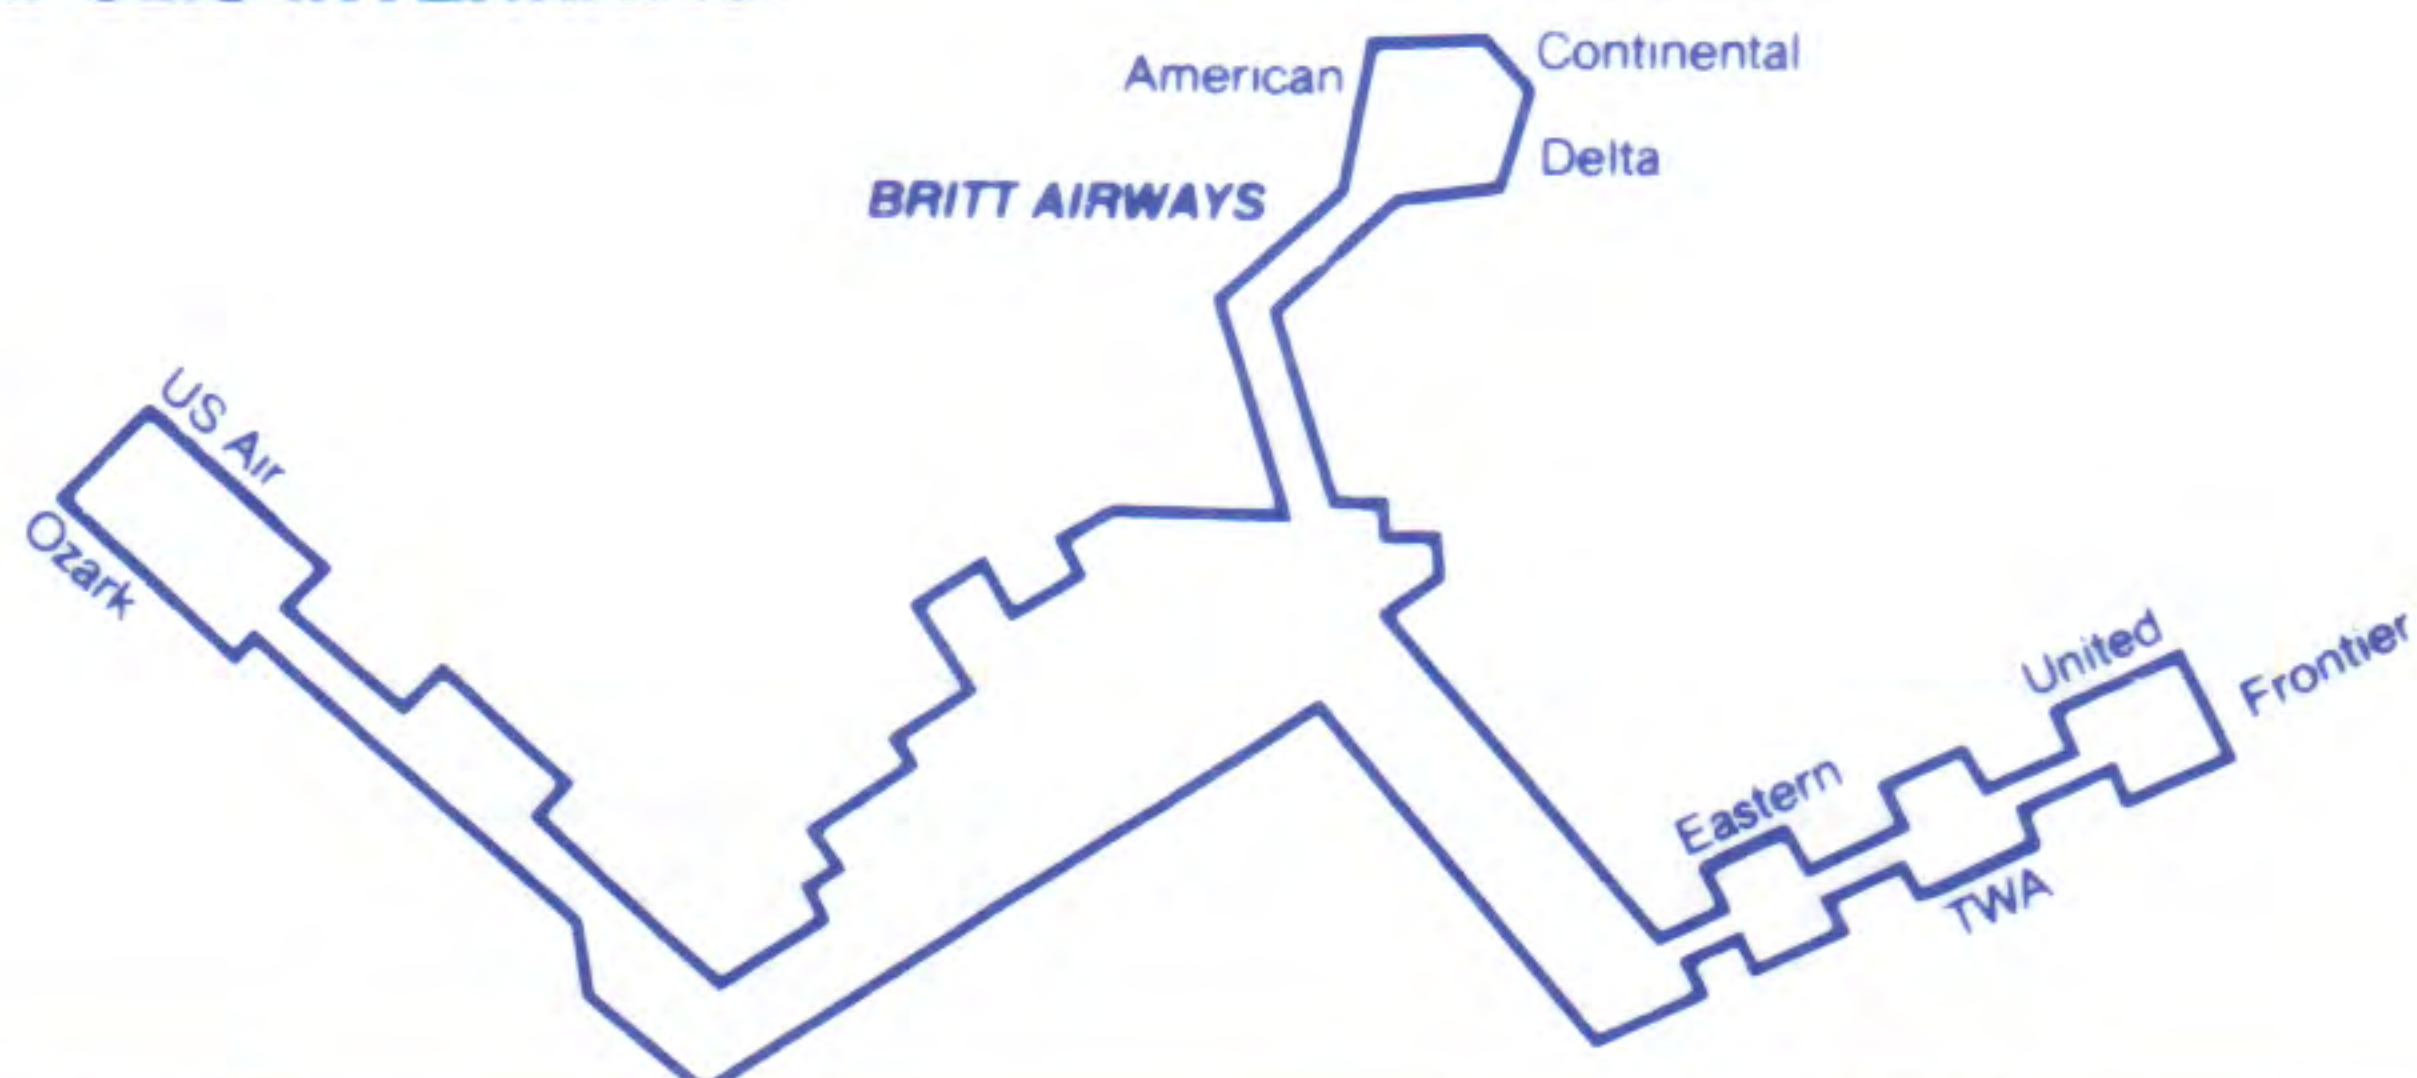 American
Continental
Delta
BRITT AIRWAYS
US Air
Ozark
United
Frontier
Eastern
TWA